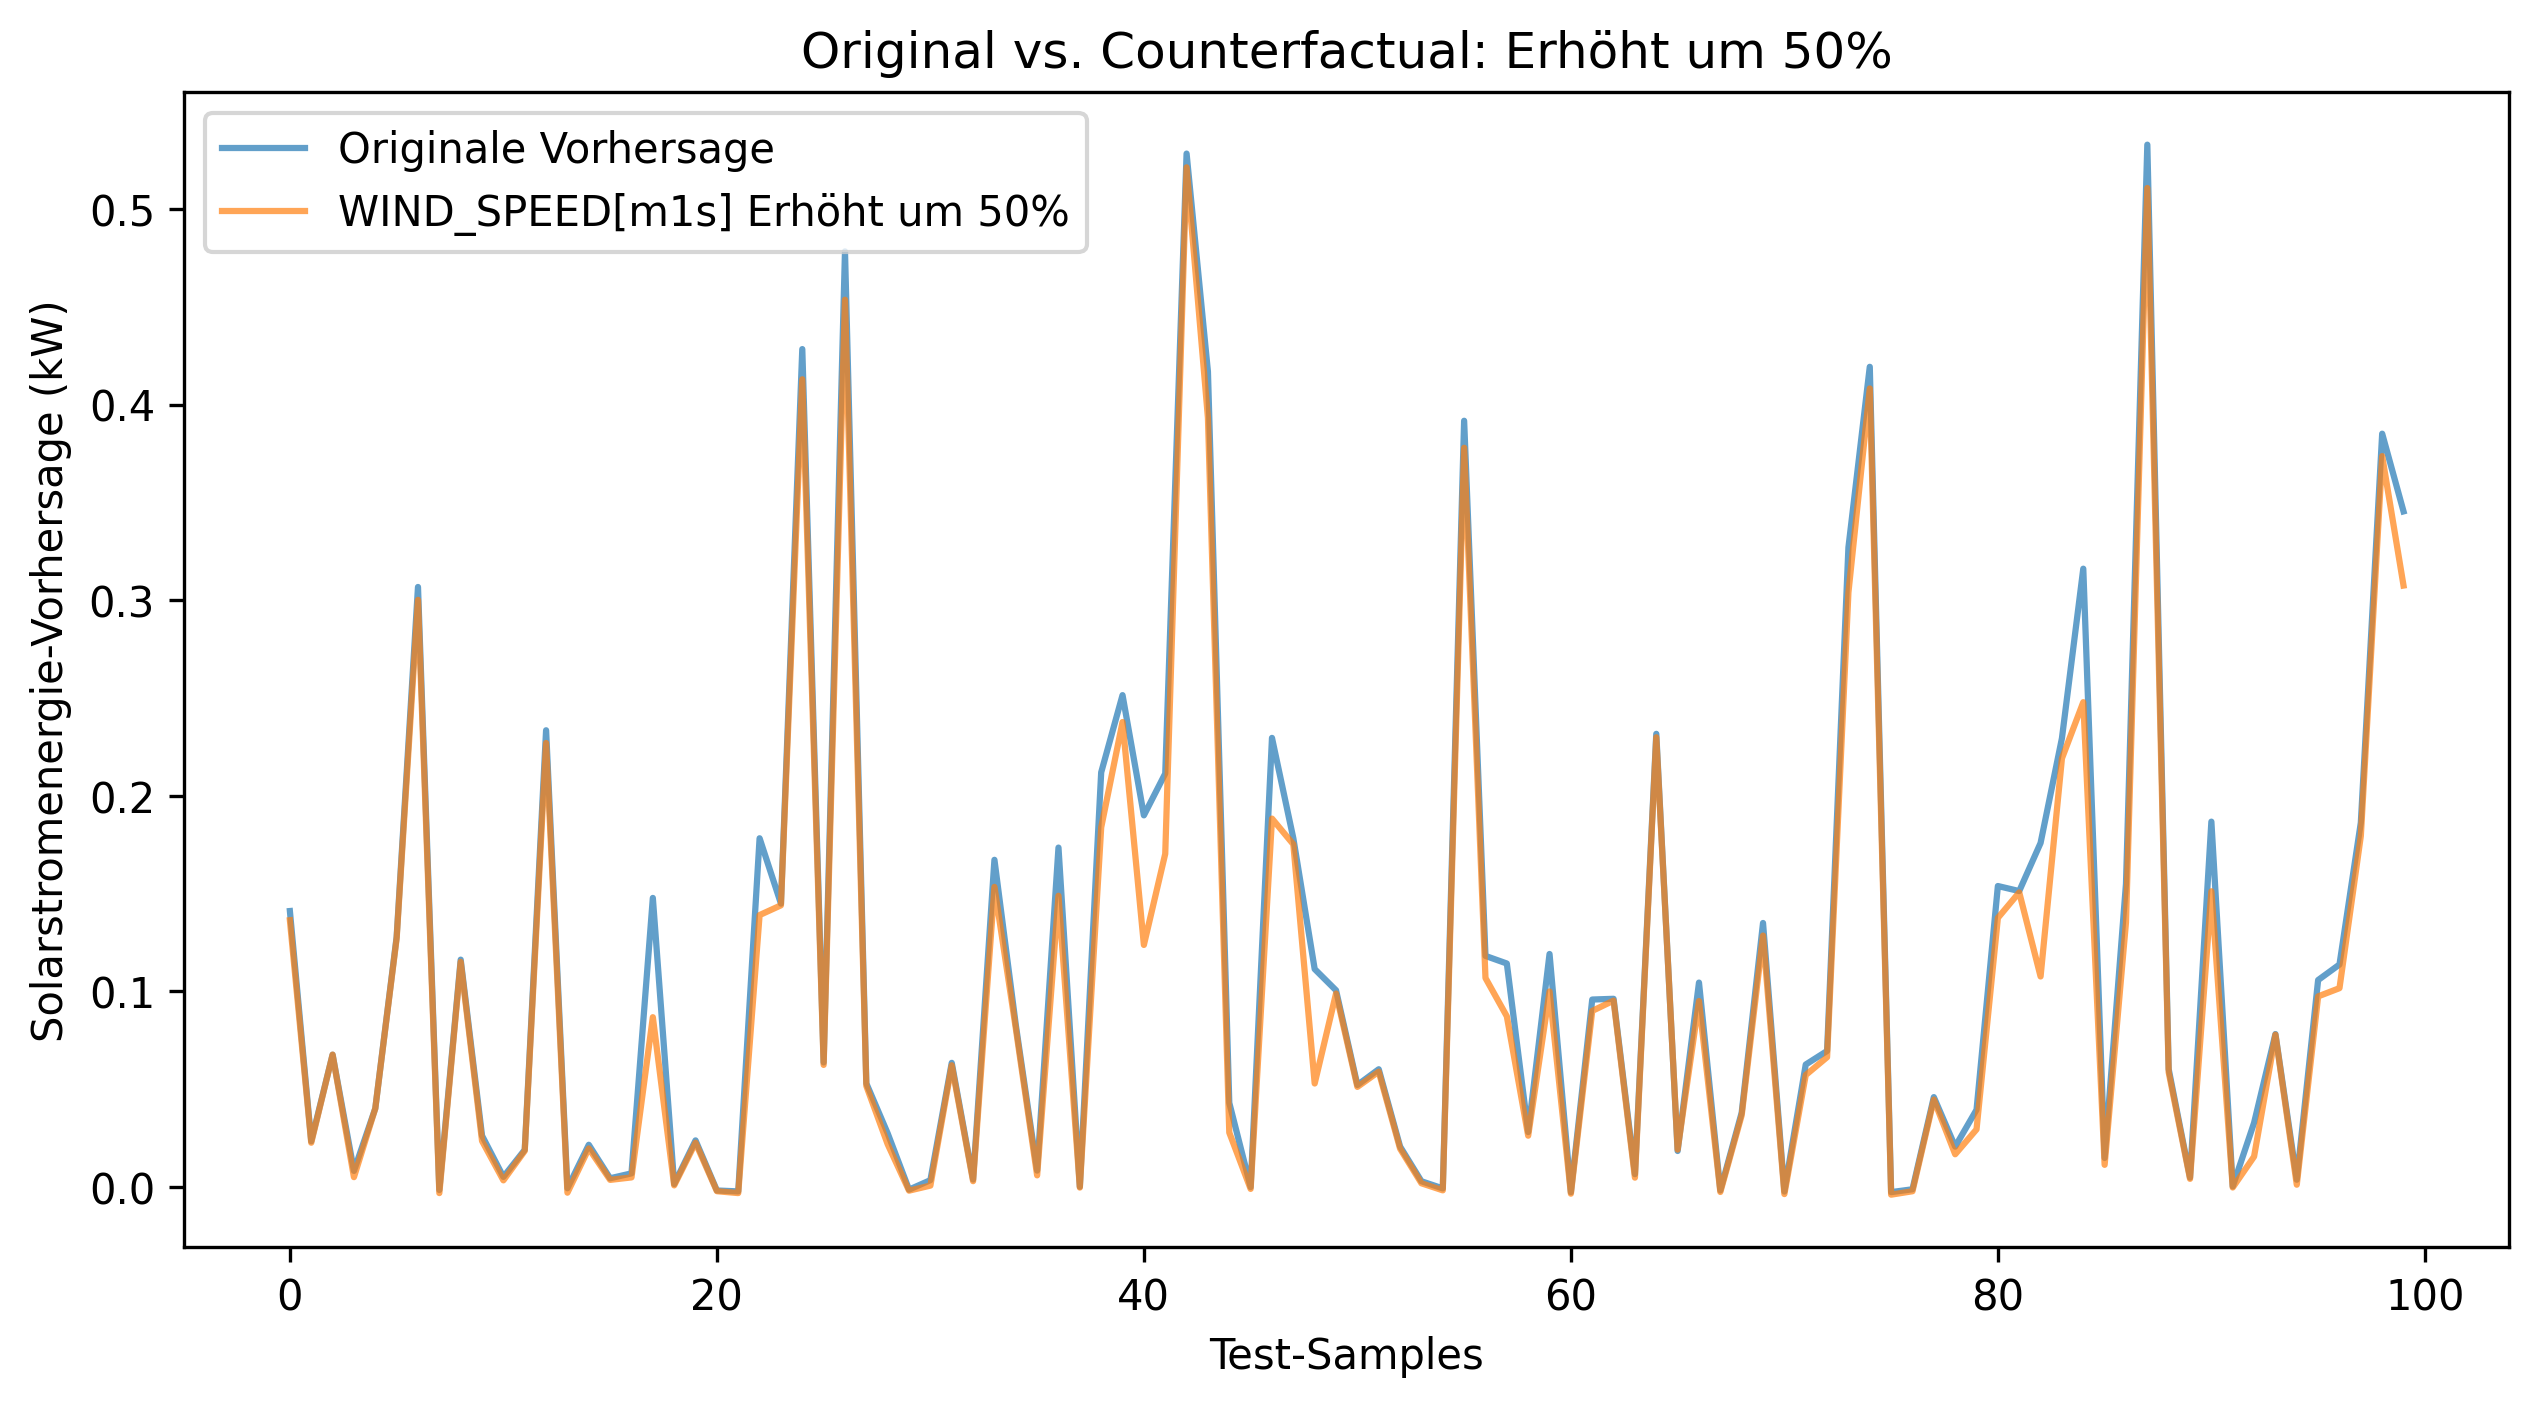 Original vs. Counterfactual: Erhöht um 50%
Originale Vorhersage
WIND_SPEED[m1s] Erhöht um 50%
Solarstromenergie-Vorhersage (kW)
0.5
0.4
0.3
0.2
0.1
0.0
0 20 40 60 80 100
Test-Samples